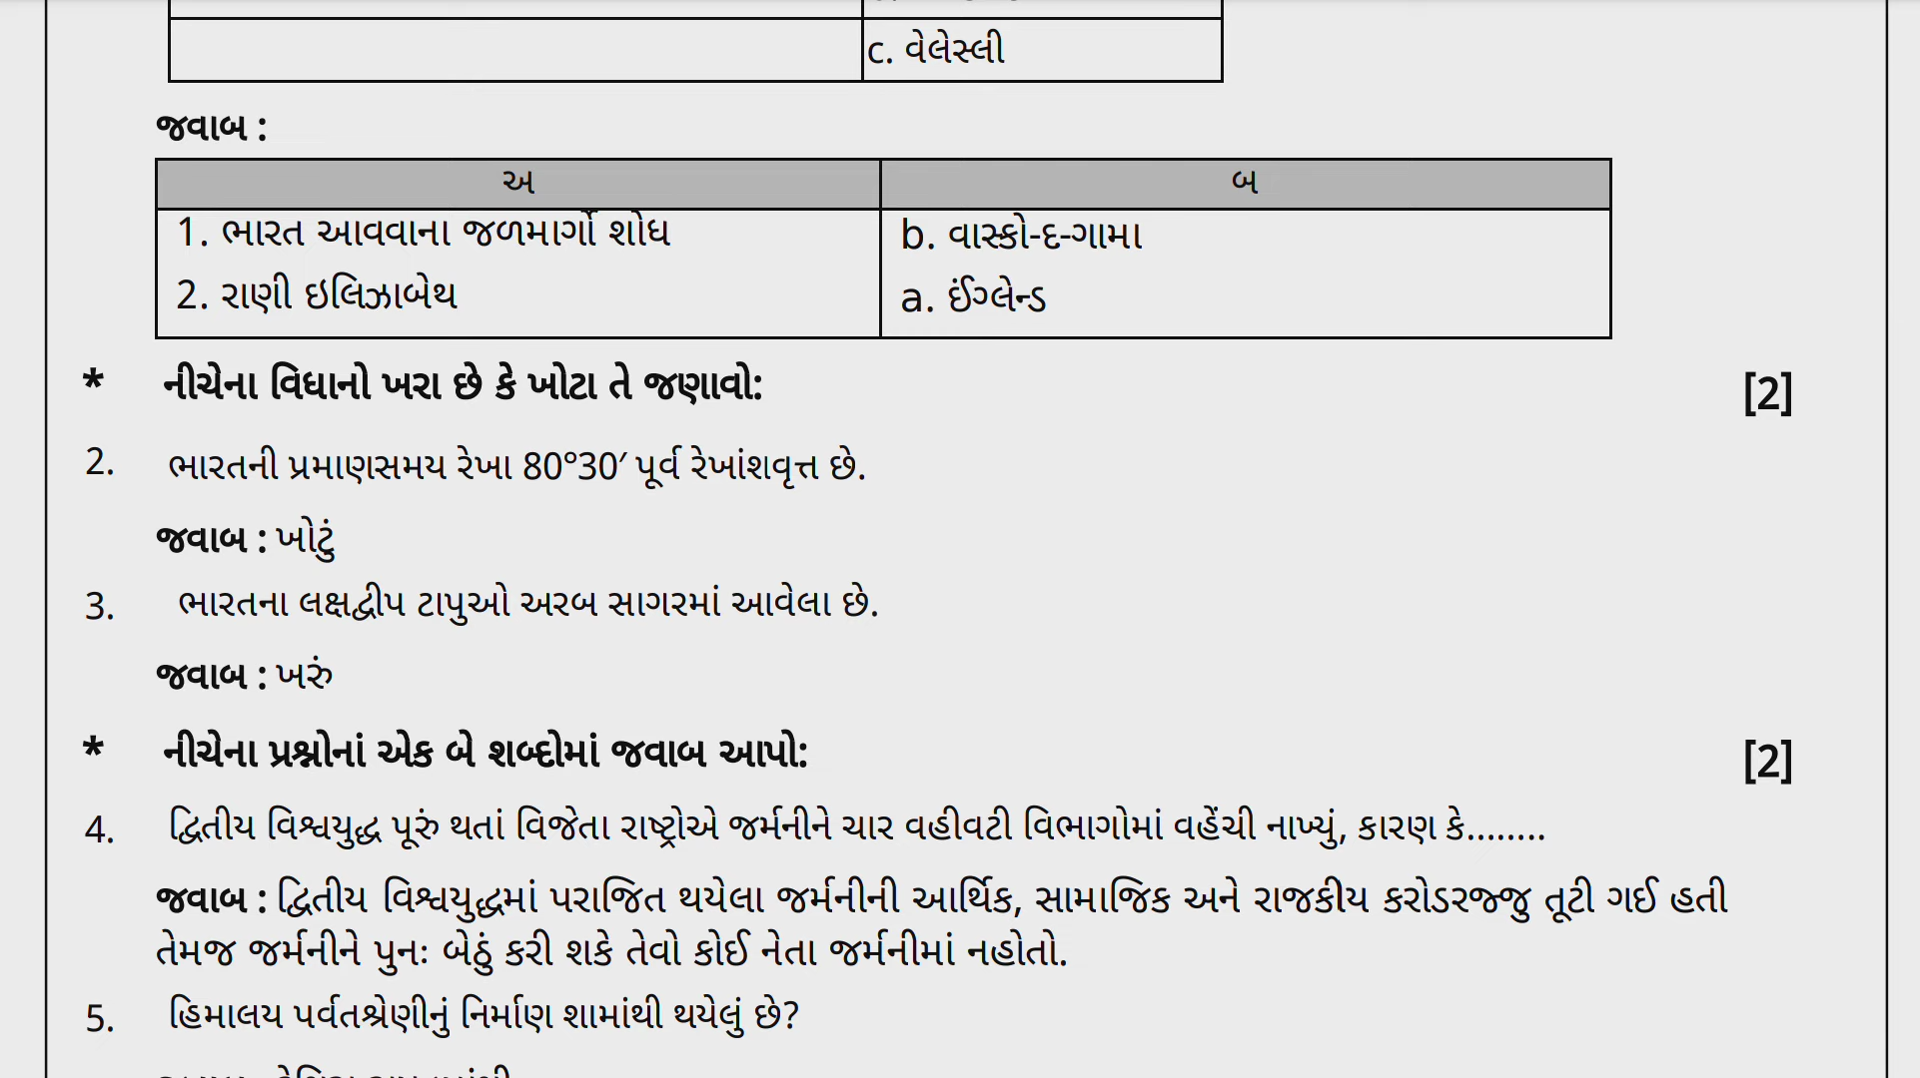 c. વેલેસ્લી
જવાબ :
અ બ
1. ભારત આવવાના જળમાર્ગો શોધ b. વાસ્કો-દ-ગામા
2. રાણી ઇલિઝાબેથ a. ઈંગ્લેન્ડ
* નીચેના વિધાનો ખરા છે કે ખોટા તે જણાવો: [2]
2. ભારતની પ્રમાણસમય રેખા 80°30′ પૂર્વ રેખાંશવૃત્ત છે.
જવાબ : ખોટું
3. ભારતના લક્ષદ્વીપ ટાપુઓ અરબ સાગરમાં આવેલા છે.
જવાબ : ખરું
* નીચેના પ્રશ્નોનાં એક બે શબ્દોમાં જવાબ આપો: [2]
4. દ્વિતીય વિશ્વયુદ્ધ પૂરું થતાં વિજેતા રાષ્ટ્રોએ જર્મનીને ચાર વહીવટી વિભાગોમાં વહેંચી નાખ્યું, કારણ કે........
જવાબ : દ્વિતીય વિશ્વયુદ્ધમાં પરાજિત થયેલા જર્મનીની આર્થિક, સામાજિક અને રાજકીય કરોડરજ્જુ તૂટી ગઈ હતી
તેમજ જર્મનીને પુનઃ બેઠું કરી શકે તેવો કોઈ નેતા જર્મનીમાં નહોતો.
5. હિમાલય પર્વતશ્રેણીનું નિર્માણ શામાંથી થયેલું છે?